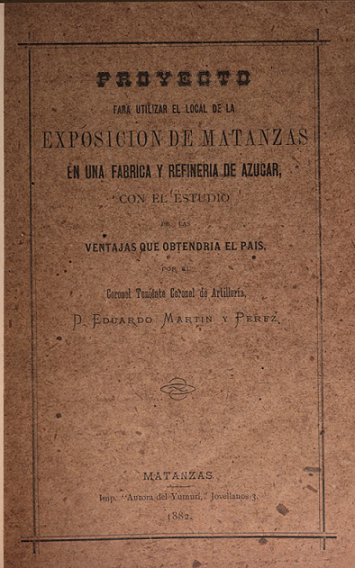 PROYECTO
PARA UTILIZAR EL LOCAL DE LA
EXPOSICION DE MATANZAS
EN UNA FABRICA Y REFINERIA DE AZUCAR,
CON EL ESTUDIO
DE LAS
VENTAJAS QUE OBTENDRIA EL PAIS,
POR EL
Coronel Teniente Coronel de Artillería,
D. EDUARDO MARTIN Y PEREZ.
MATANZAS
Imp. "Aurora del Yumurí," Jovellanos 3.
1882.